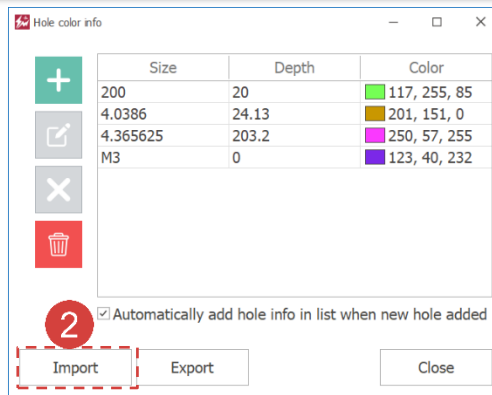 Hole color info
Size Depth Color
200 20 117, 255, 85
4.0386 24.13 201, 151, 0
4.365625 203.2 250, 57, 255
M3 0 123, 40, 232
Automatically add hole info in list when new hole added
2
Import Export Close